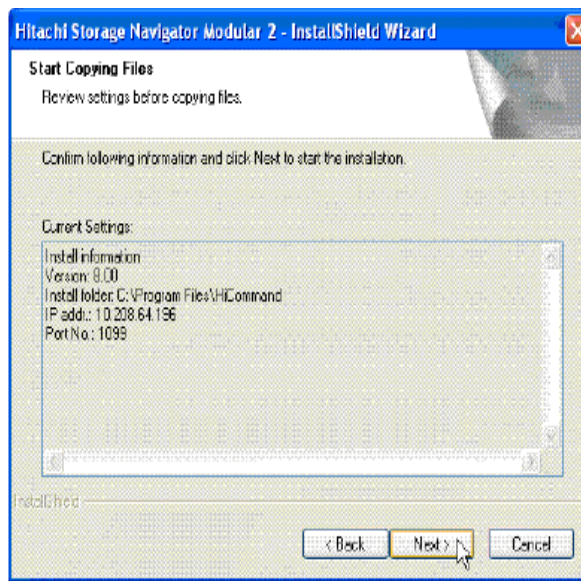 Hitachi Storage Navigator Modular 2 - InstallShield Wizard
Start Copying Files
Review settings before copying files.
Confirm following information and click Next to start the installation.
Current Settings:
Install information
Version: 8.00
Install folder: C:\Program Files\HiCommand
IP addr.: 10.208.64.196
Port No.: 1099
InstallShield
< Back
Next >
Cancel